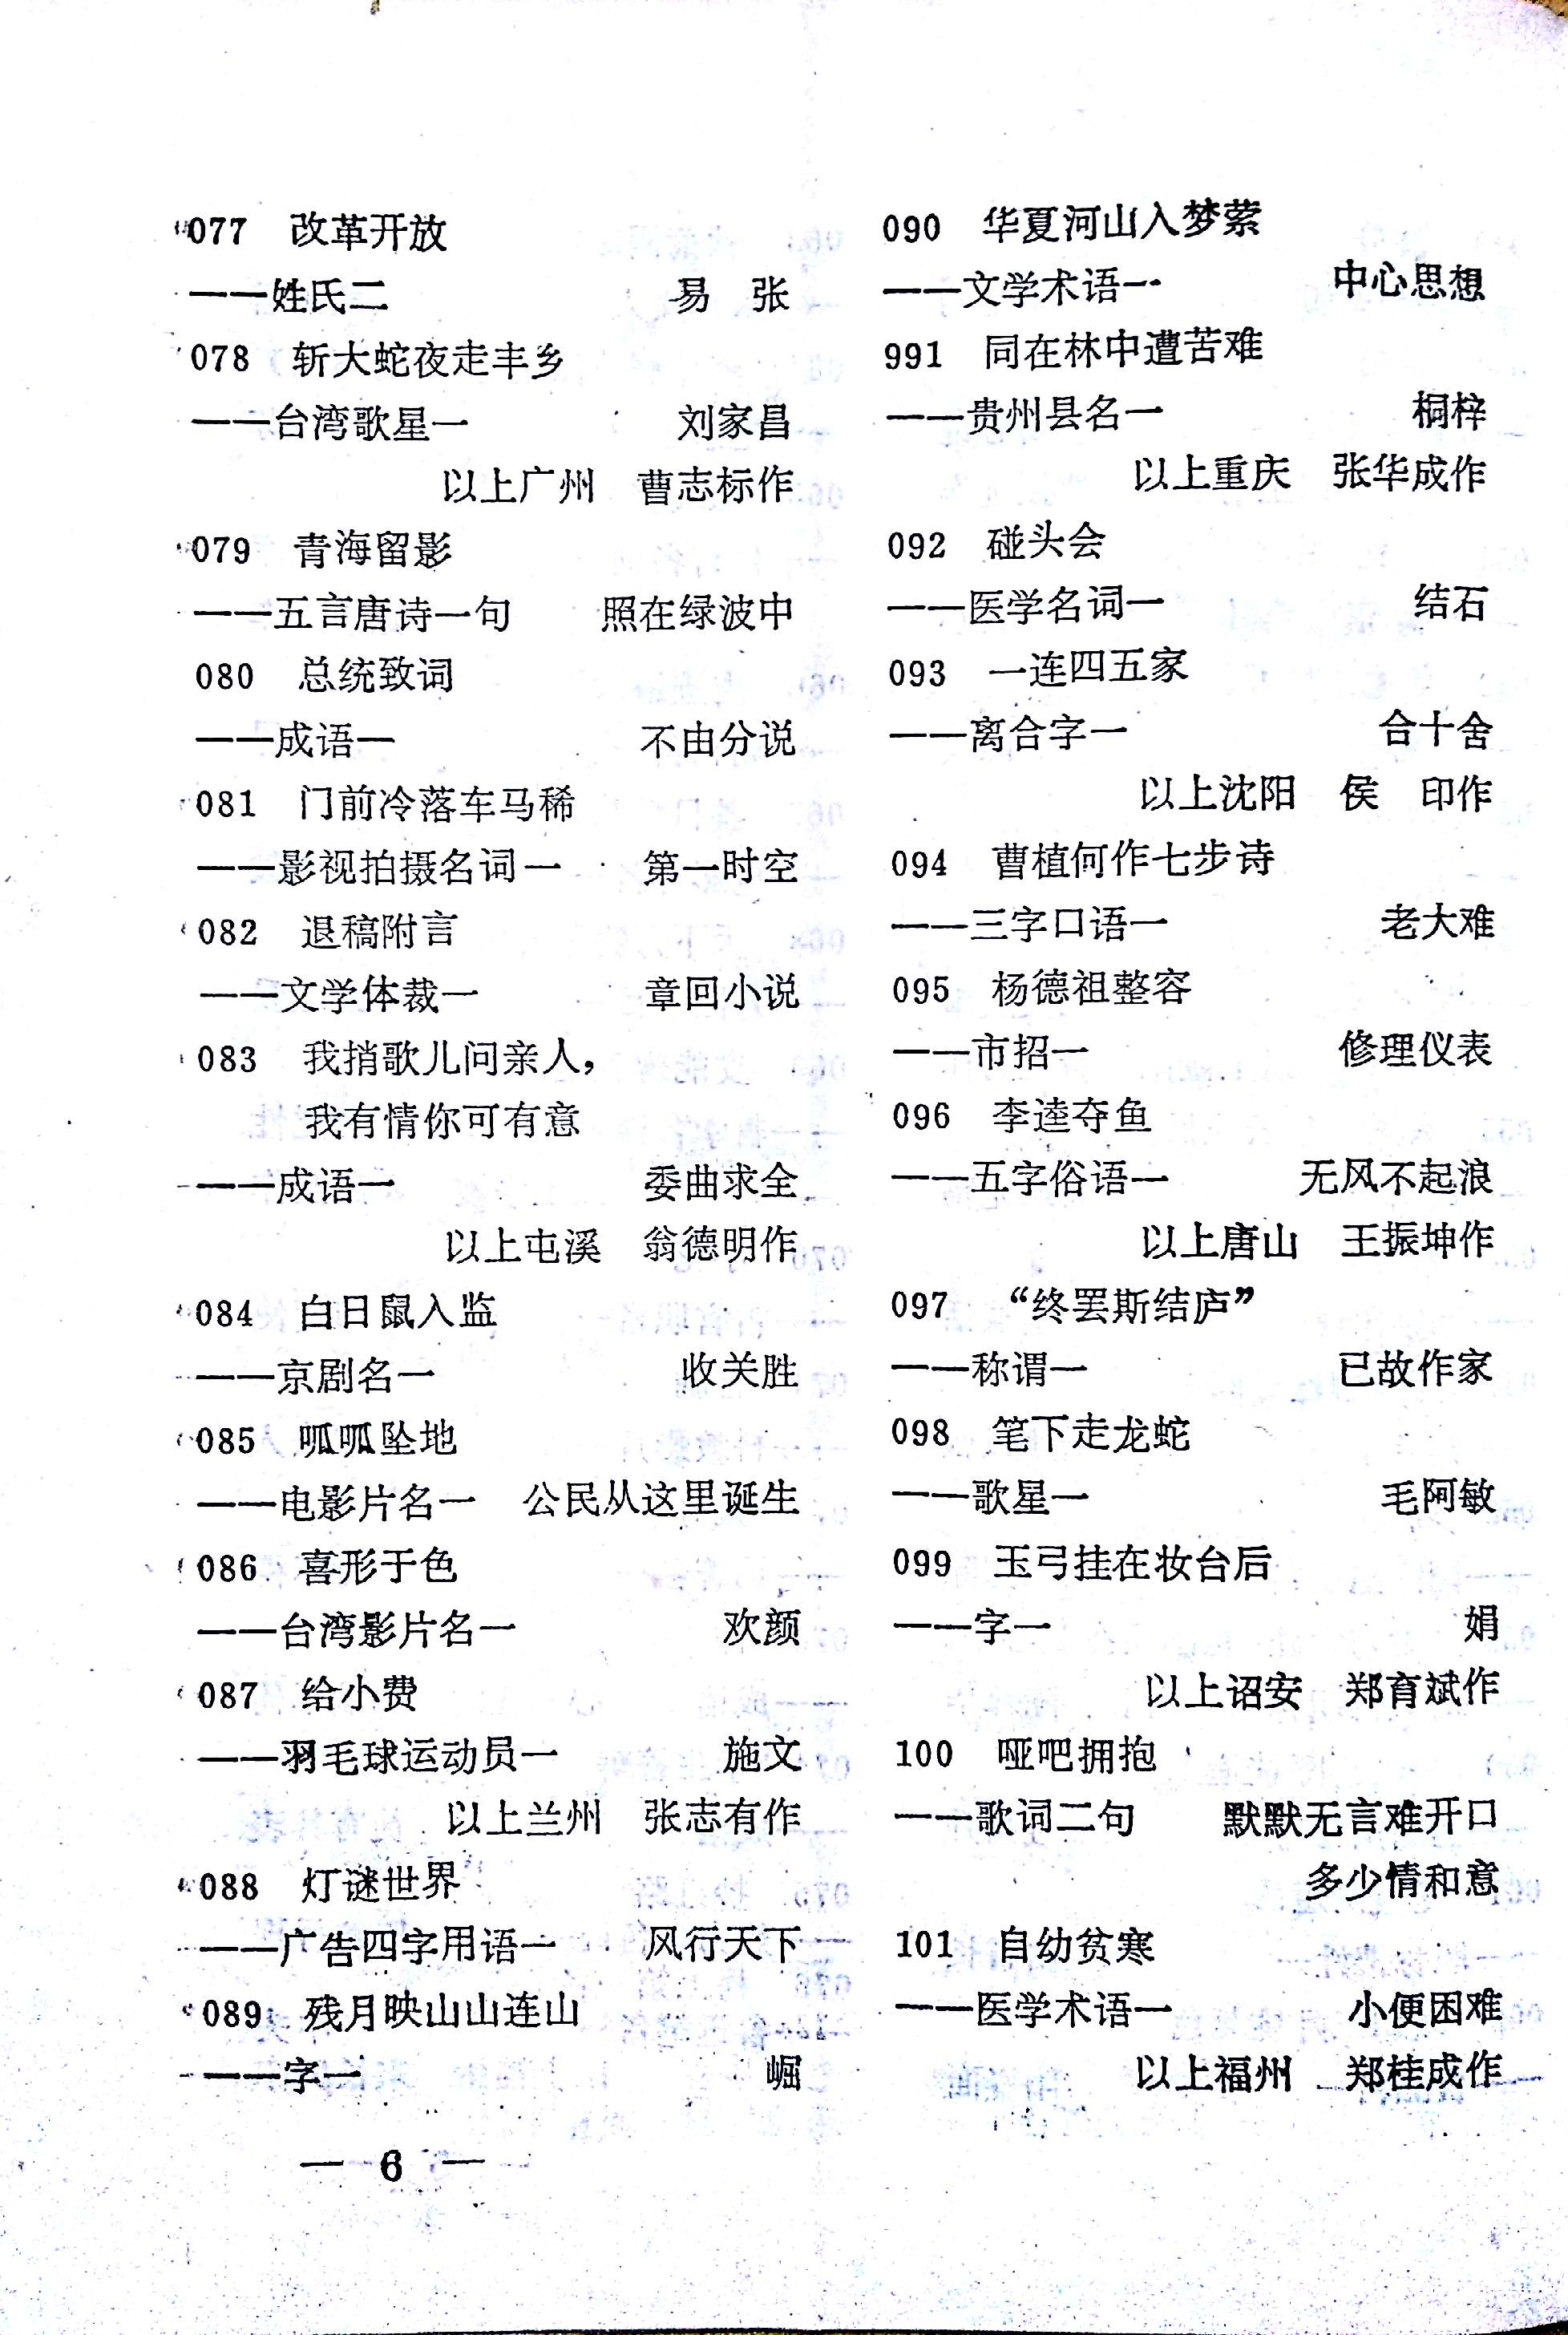 077 改革开放
——姓氏二 易 张
078 斩大蛇夜走丰乡
——台湾歌星一 刘家昌
以上广州 曹志标作
079 青海留影
——五言唐诗一句 照在绿波中
080 总统致词
——成语一 不由分说
081 门前冷落车马稀
——影视拍摄名词一 第一时空
082 退稿附言
——文学体裁一 章回小说
083 我捎歌儿问亲人，
我有情你可有意
——成语一 委曲求全
以上屯溪 翁德明作
084 白日鼠入监
——京剧名一 收关胜
085 呱呱坠地
——电影片名一 公民从这里诞生
086 喜形于色
——台湾影片名一 欢颜
087 给小费
——羽毛球运动员一 施文
以上兰州 张志有作
088 灯谜世界
——广告四字用语一 风行天下
089 残月映山山连山
——字一 崛
— 6 —
090 华夏河山入梦萦
——文学术语一 中心思想
991 同在林中遭苦难
——贵州县名一 桐梓
以上重庆 张华成作
092 碰头会
——医学名词一 结石
093 一连四五家
——离合字一 合十舍
以上沈阳 侯 印作
094 曹植何作七步诗
——三字口语一 老大难
095 杨德祖整容
——市招一 修理仪表
096 李逵夺鱼
——五字俗语一 无风不起浪
以上唐山 王振坤作
097 “终罢斯结庐”
——称谓一 已故作家
098 笔下走龙蛇
——歌星一 毛阿敏
099 玉弓挂在妆台后
——字一 娟
以上诏安 郑育斌作
100 哑吧拥抱
——歌词二句 默默无言难开口
多少情和意
101 自幼贫寒
——医学术语一 小便困难
以上福州 郑桂成作